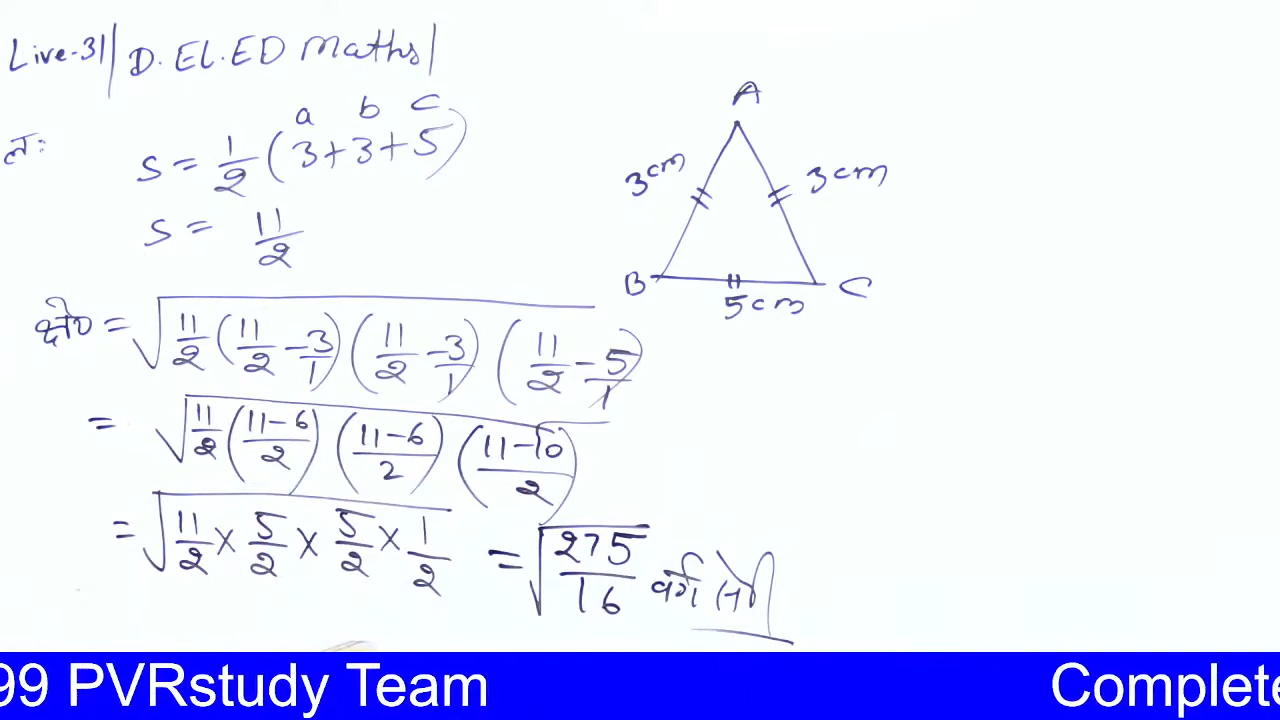 Live-31| D.EL.ED Maths|
a b c
हल:
S = 1/2 (3+3+5)
S = 11/2
क्षे० = √(11/2 (11/2 - 3/1) (11/2 - 3/1) (11/2 - 5/1))
= √(11/2 ((11-6)/2) ((11-6)/2) ((11-10)/2))
= √(11/2 × 5/2 × 5/2 × 1/2) = √(275/16) वर्ग सेमी
A
3cm 3cm
B C
5cm
99 PVRstudy Team Complete